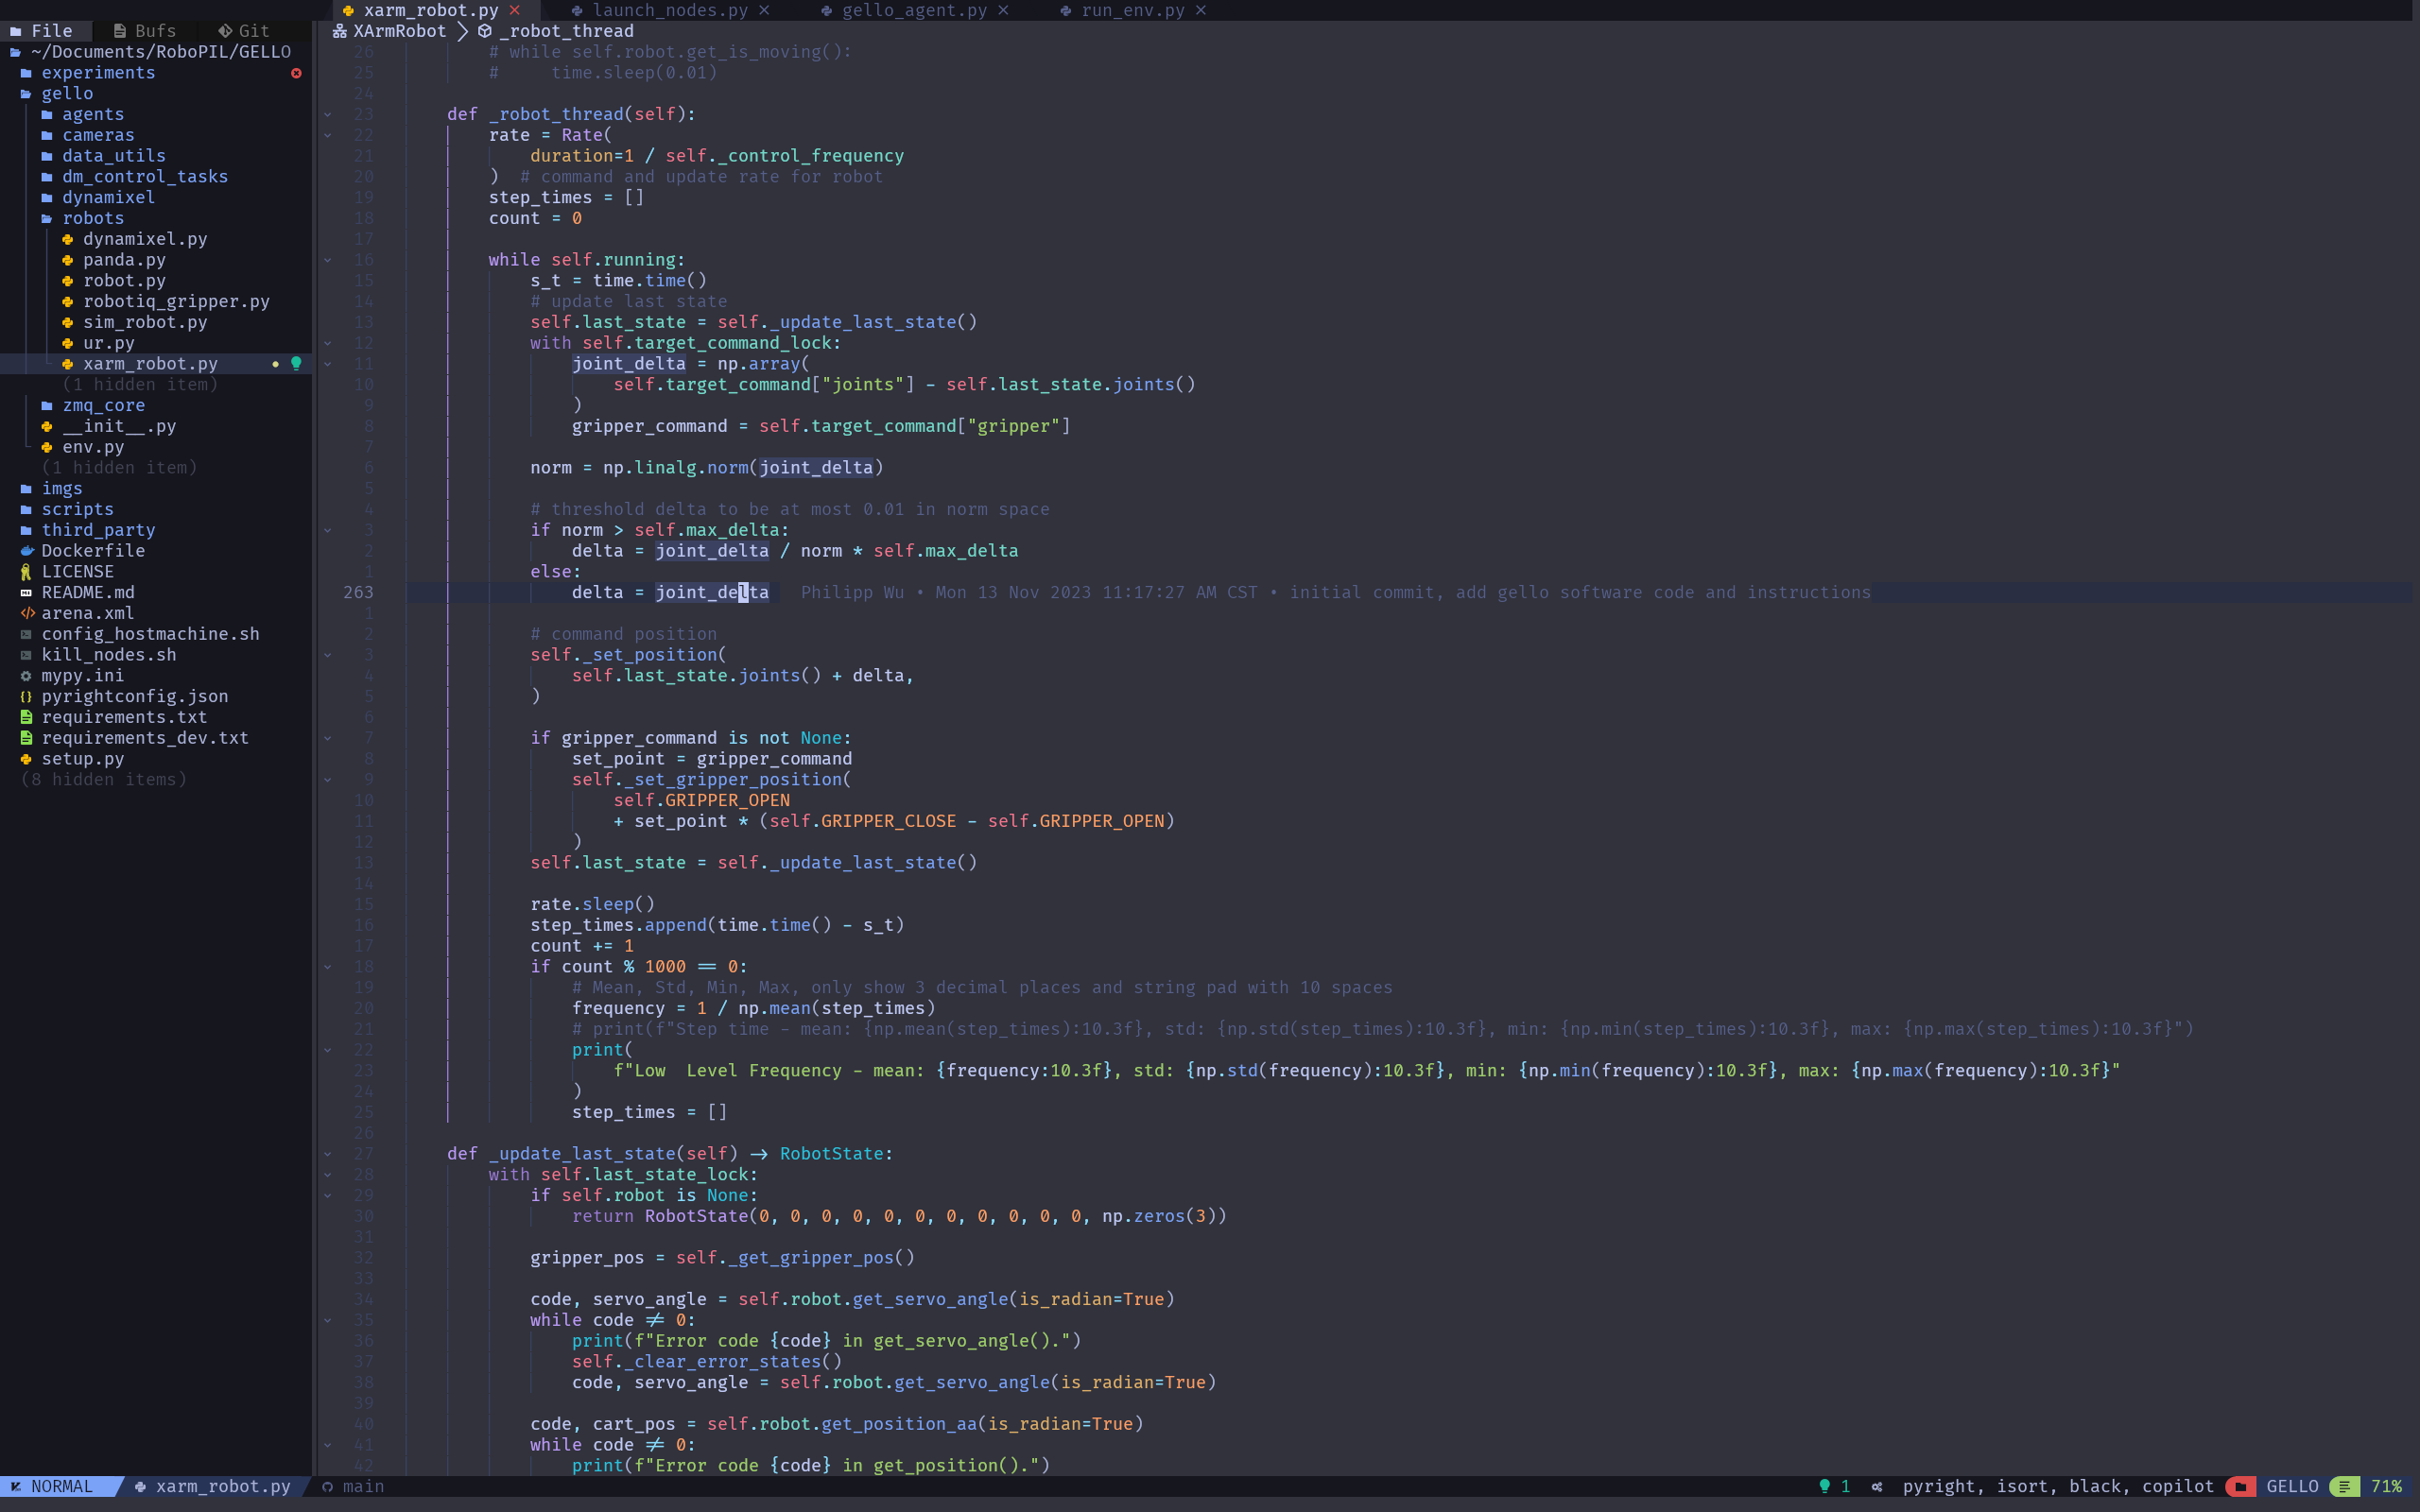 xarm_robot.py × launch_nodes.py × gello_agent.py × run_env.py ×
File Bufs Git
~/Documents/RoboPIL/GELLO
experiments
gello
agents
cameras
data_utils
dm_control_tasks
dynamixel
robots
dynamixel.py
panda.py
robot.py
robotiq_gripper.py
sim_robot.py
ur.py
xarm_robot.py
(1 hidden item)
zmq_core
__init__.py
env.py
(1 hidden item)
imgs
scripts
third_party
Dockerfile
LICENSE
README.md
arena.xml
config_hostmachine.sh
kill_nodes.sh
mypy.ini
pyrightconfig.json
requirements.txt
requirements_dev.txt
setup.py
(8 hidden items)
XArmRobot > _robot_thread
26 # while self.robot.get_is_moving():
25 #     time.sleep(0.01)
24
23 def _robot_thread(self):
22 rate = Rate(
21 duration=1 / self._control_frequency
20 )  # command and update rate for robot
19 step_times = []
18 count = 0
17
16 while self.running:
15 s_t = time.time()
14 # update last state
13 self.last_state = self._update_last_state()
12 with self.target_command_lock:
11 joint_delta = np.array(
10 self.target_command["joints"] - self.last_state.joints()
9 )
8 gripper_command = self.target_command["gripper"]
7
6 norm = np.linalg.norm(joint_delta)
5
4 # threshold delta to be at most 0.01 in norm space
3 if norm > self.max_delta:
2 delta = joint_delta / norm * self.max_delta
1 else:
263 delta = joint_delta   Philipp Wu • Mon 13 Nov 2023 11:17:27 AM CST • initial commit, add gello software code and instructions
1
2 # command position
3 self._set_position(
4 self.last_state.joints() + delta,
5 )
6
7 if gripper_command is not None:
8 set_point = gripper_command
9 self._set_gripper_position(
10 self.GRIPPER_OPEN
11 + set_point * (self.GRIPPER_CLOSE - self.GRIPPER_OPEN)
12 )
13 self.last_state = self._update_last_state()
14
15 rate.sleep()
16 step_times.append(time.time() - s_t)
17 count += 1
18 if count % 1000 == 0:
19 # Mean, Std, Min, Max, only show 3 decimal places and string pad with 10 spaces
20 frequency = 1 / np.mean(step_times)
21 # print(f"Step time - mean: {np.mean(step_times):10.3f}, std: {np.std(step_times):10.3f}, min: {np.min(step_times):10.3f}, max: {np.max(step_times):10.3f}")
22 print(
23 f"Low  Level Frequency - mean: {frequency:10.3f}, std: {np.std(frequency):10.3f}, min: {np.min(frequency):10.3f}, max: {np.max(frequency):10.3f}"
24 )
25 step_times = []
26
27 def _update_last_state(self) -> RobotState:
28 with self.last_state_lock:
29 if self.robot is None:
30 return RobotState(0, 0, 0, 0, 0, 0, 0, 0, 0, 0, 0, np.zeros(3))
31
32 gripper_pos = self._get_gripper_pos()
33
34 code, servo_angle = self.robot.get_servo_angle(is_radian=True)
35 while code != 0:
36 print(f"Error code {code} in get_servo_angle().")
37 self._clear_error_states()
38 code, servo_angle = self.robot.get_servo_angle(is_radian=True)
39
40 code, cart_pos = self.robot.get_position_aa(is_radian=True)
41 while code != 0:
42 print(f"Error code {code} in get_position().")
NORMAL xarm_robot.py main 1 pyright, isort, black, copilot GELLO 71%